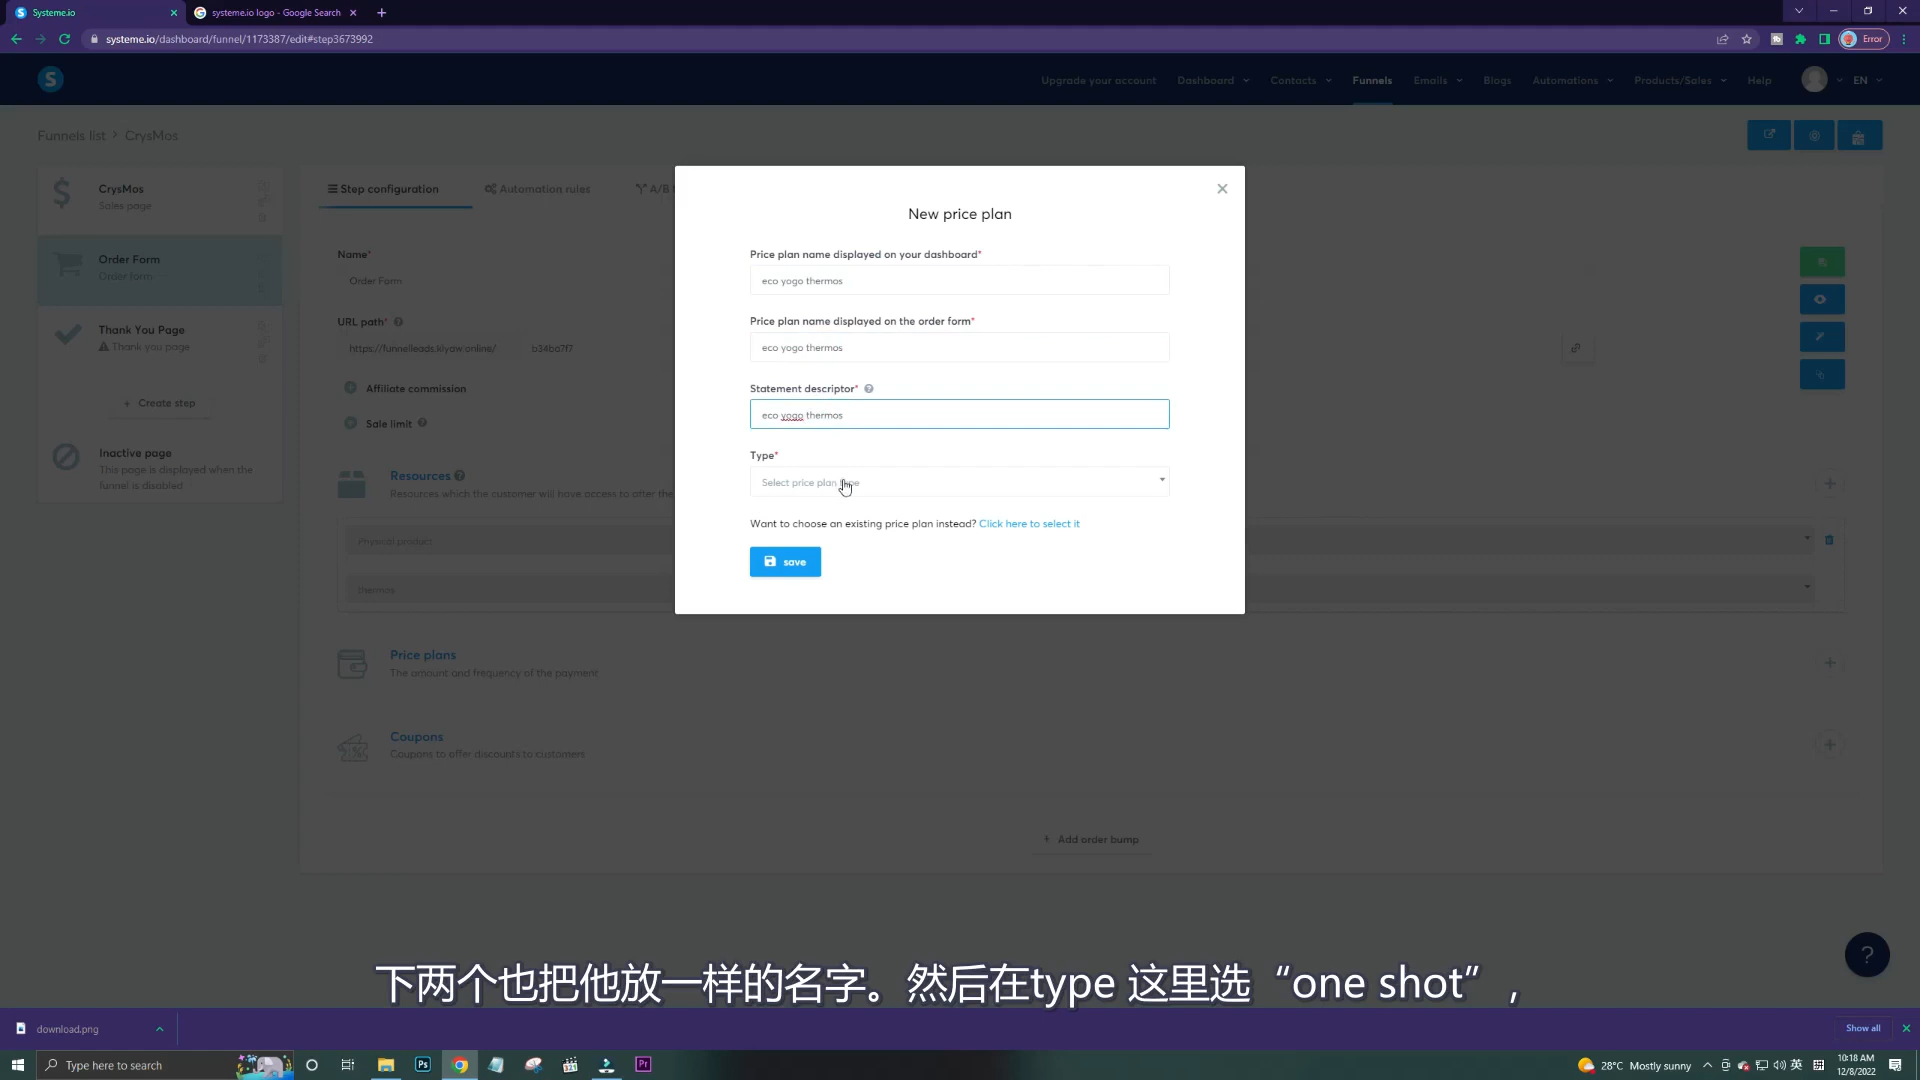 Systeme.io
systeme.io logo - Google Search
systeme.io/dashboard/funnel/1173387/edit#step3673992
Error
S
Upgrade your account
Dashboard
Contacts
Funnels
Emails
Blogs
Automations
Products/Sales
Help
EN
Funnels list > CrysMos
CrysMos
Sales page
Order Form
Order form
Thank You Page
Thank you page
+ Create step
Inactive page
This page is displayed when the
funnel is disabled
Step configuration
Automation rules
A/B
Name*
Order Form
URL path*
https://funnelleads.klyaw.online/
b34ba7f7
Affiliate commission
Sale limit
Resources
Resources which the customer will have access to after the
Physical product
thermos
Price plans
The amount and frequency of the payment
Coupons
Coupons to offer discounts to customers
+ Add order bump
New price plan
Price plan name displayed on your dashboard*
eco yogo thermos
Price plan name displayed on the order form*
eco yogo thermos
Statement descriptor*
eco yogo thermos
Type*
Select price plan type
Want to choose an existing price plan instead? Click here to select it
save
下两个也把他放一样的名字。然后在type 这里选“one shot”，
download.png
Show all
Type here to search
Ps
Pr
28°C Mostly sunny
英
10:18 AM
12/8/2022